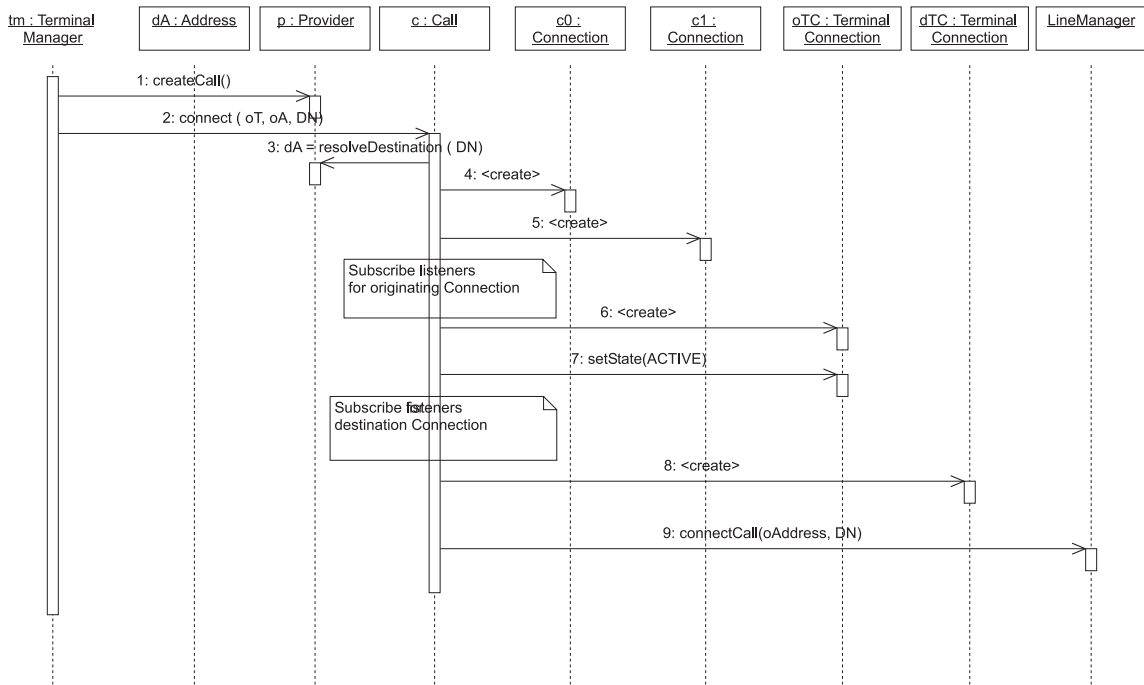 tm : Terminal
Manager
dA : Address
p : Provider
c : Call
c0 :
Connection
c1 :
Connection
oTC : Terminal
Connection
dTC : Terminal
Connection
LineManager
1: createCall()
2: connect ( oT, oA, DN)
3: dA = resolveDestination ( DN)
4: <create>
5: <create>
Subscribe listeners
for originating Connection
6: <create>
7: setState(ACTIVE)
Subscribe for listeners
destination Connection
8: <create>
9: connectCall(oAddress, DN)